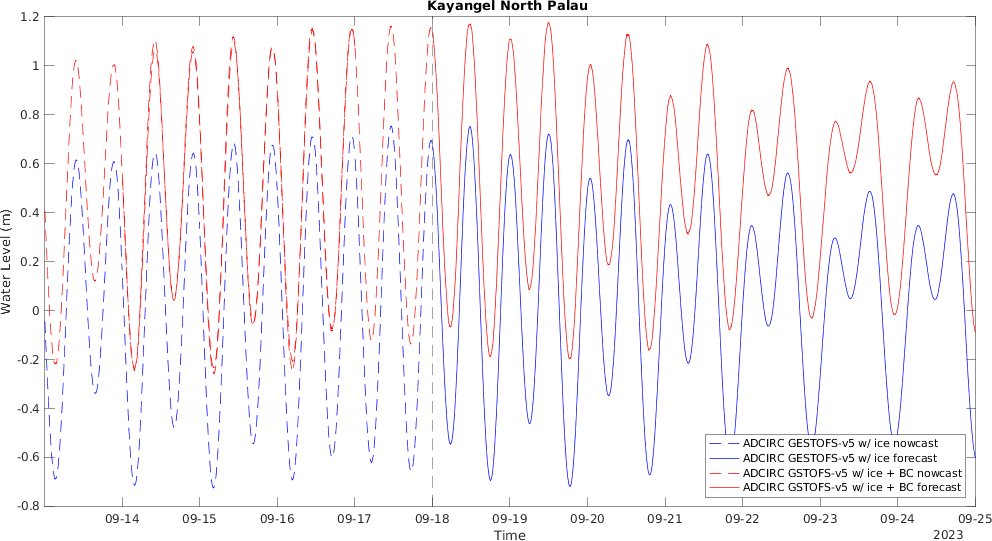 Kayangel North Palau
1.2
1
0.8
0.6
0.4
0.2
0
-0.2
-0.4
-0.6
-0.8
Water Level (m)
ADCIRC GESTOFS-v5 w/ ice nowcast
ADCIRC GESTOFS-v5 w/ ice forecast
ADCIRC GSTOFS-v5 w/ ice + BC nowcast
ADCIRC GSTOFS-v5 w/ ice + BC forecast
09-14 09-15 09-16 09-17 09-18 09-19 09-20 09-21 09-22 09-23 09-24 09-25
Time
2023